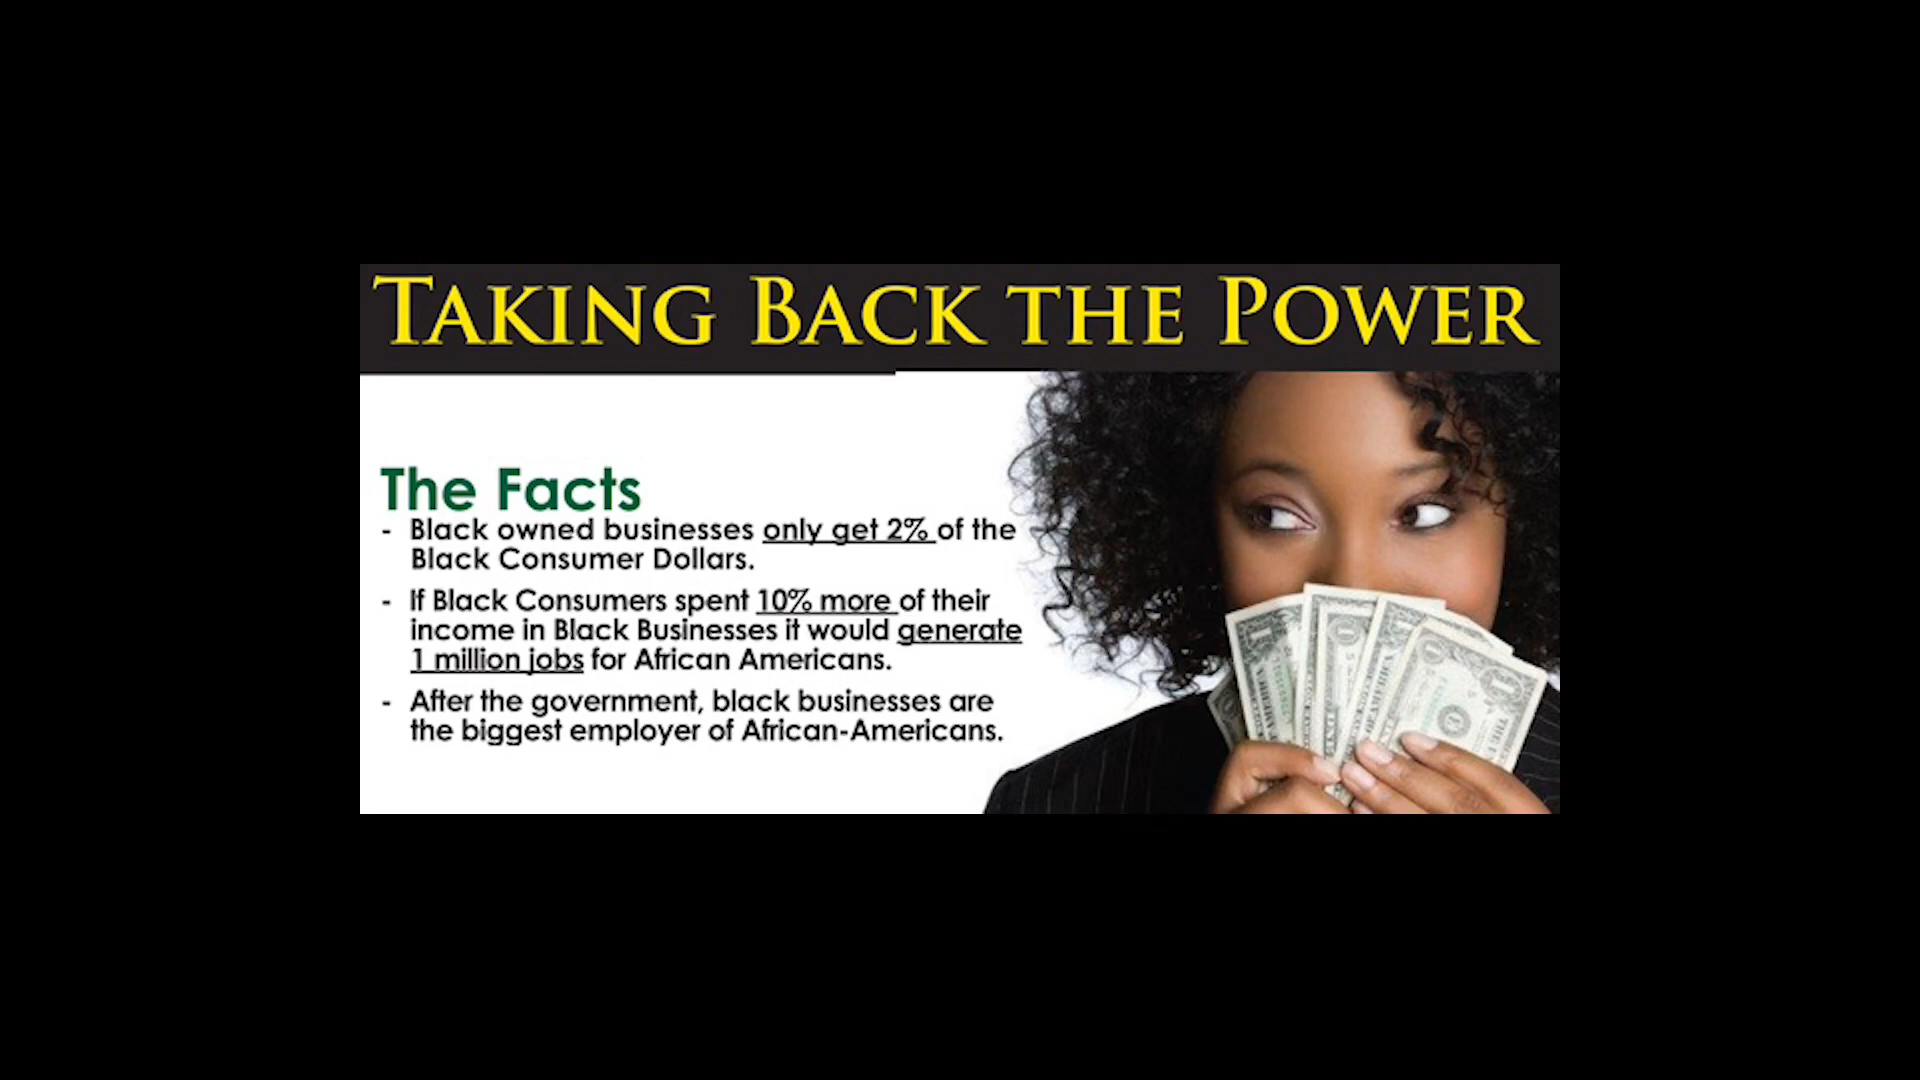 TAKING BACK THE POWER
The Facts
- Black owned businesses only get 2% of the
Black Consumer Dollars.
- If Black Consumers spent 10% more of their
income in Black Businesses it would generate
1 million jobs for African Americans.
- After the government, black businesses are
the biggest employer of African-Americans.